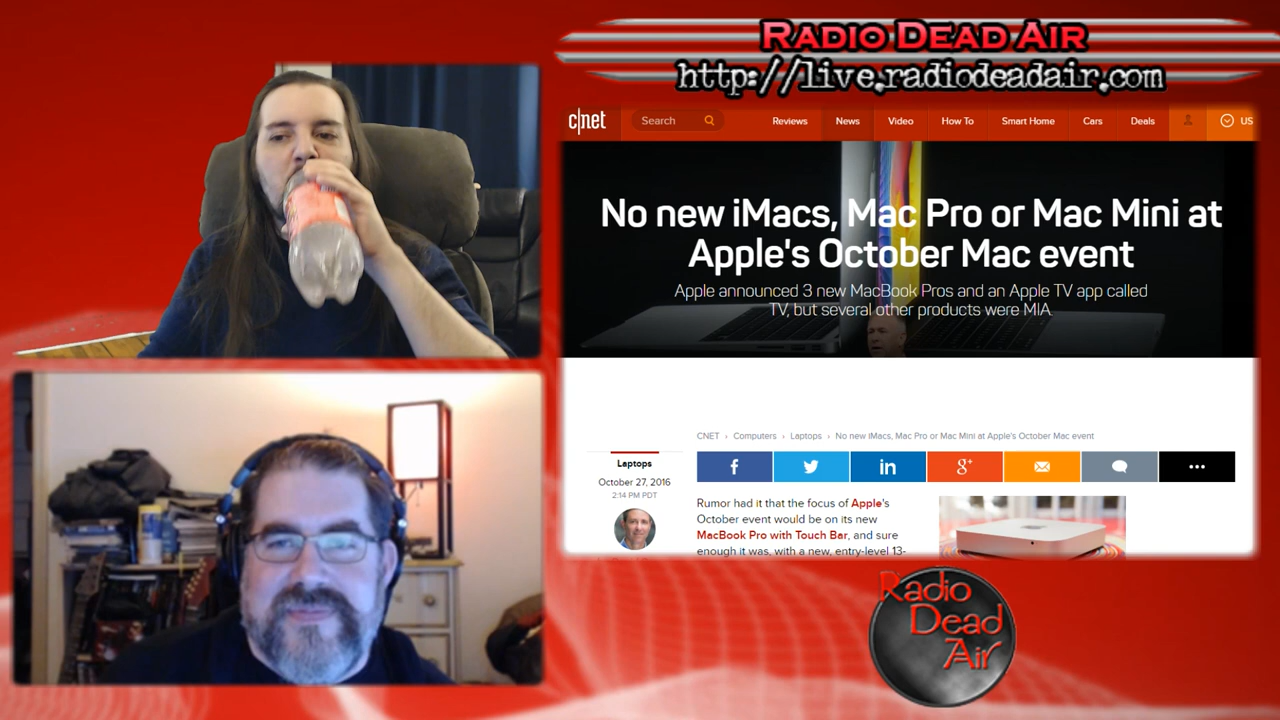 Radio Dead Air
http://live.radiodeadair.com
c|net Search Reviews News Video How To Smart Home Cars Deals US
No new iMacs, Mac Pro or Mac Mini at
Apple's October Mac event
Apple announced 3 new MacBook Pros and an Apple TV app called
TV, but several other products were MIA.
CNET › Computers › Laptops › No new iMacs, Mac Pro or Mac Mini at Apple's October Mac event
Laptops
October 27, 2016
2:14 PM PDT
f in g+ •••
Rumor had it that the focus of Apple's
October event would be on its new
MacBook Pro with Touch Bar, and sure
enough it was, with a new, entry-level 13-
Radio
Dead
Air